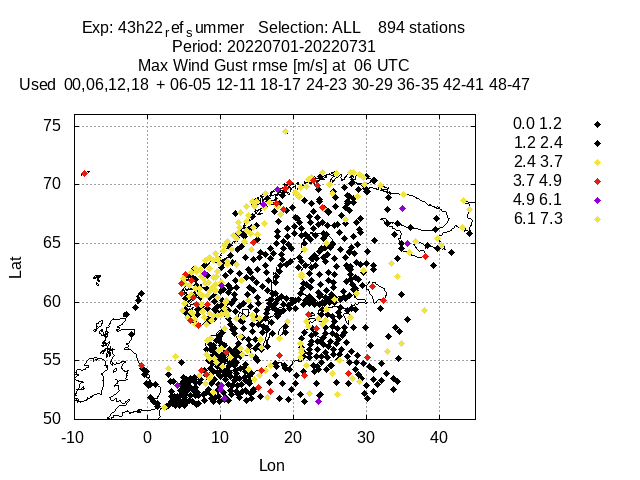 Exp: 43h22ref_summer Selection: ALL 894 stations
Period: 20220701-20220731
Max Wind Gust rmse [m/s] at 06 UTC
Used 00,06,12,18 + 06-05 12-11 18-17 24-23 30-29 36-35 42-41 48-47
75
70
65
60
55
50
Lat
-10 0 10 20 30 40
Lon
0.0 1.2
1.2 2.4
2.4 3.7
3.7 4.9
4.9 6.1
6.1 7.3